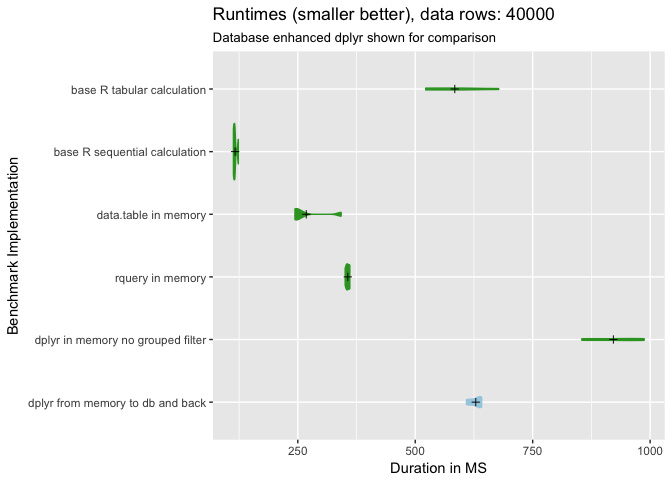 Runtimes (smaller better), data rows: 40000
Database enhanced dplyr shown for comparison
Benchmark Implementation
base R tabular calculation
base R sequential calculation
data.table in memory
rquery in memory
dplyr in memory no grouped filter
dplyr from memory to db and back
250 500 750 1000
Duration in MS